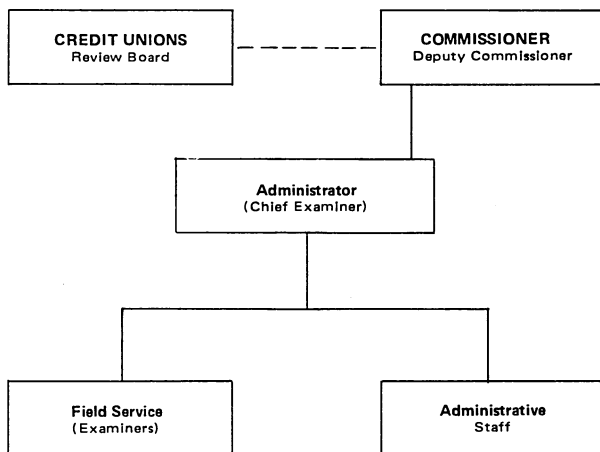 CREDIT UNIONS
Review Board
COMMISSIONER
Deputy Commissioner
Administrator
(Chief Examiner)
Field Service
(Examiners)
Administrative
Staff